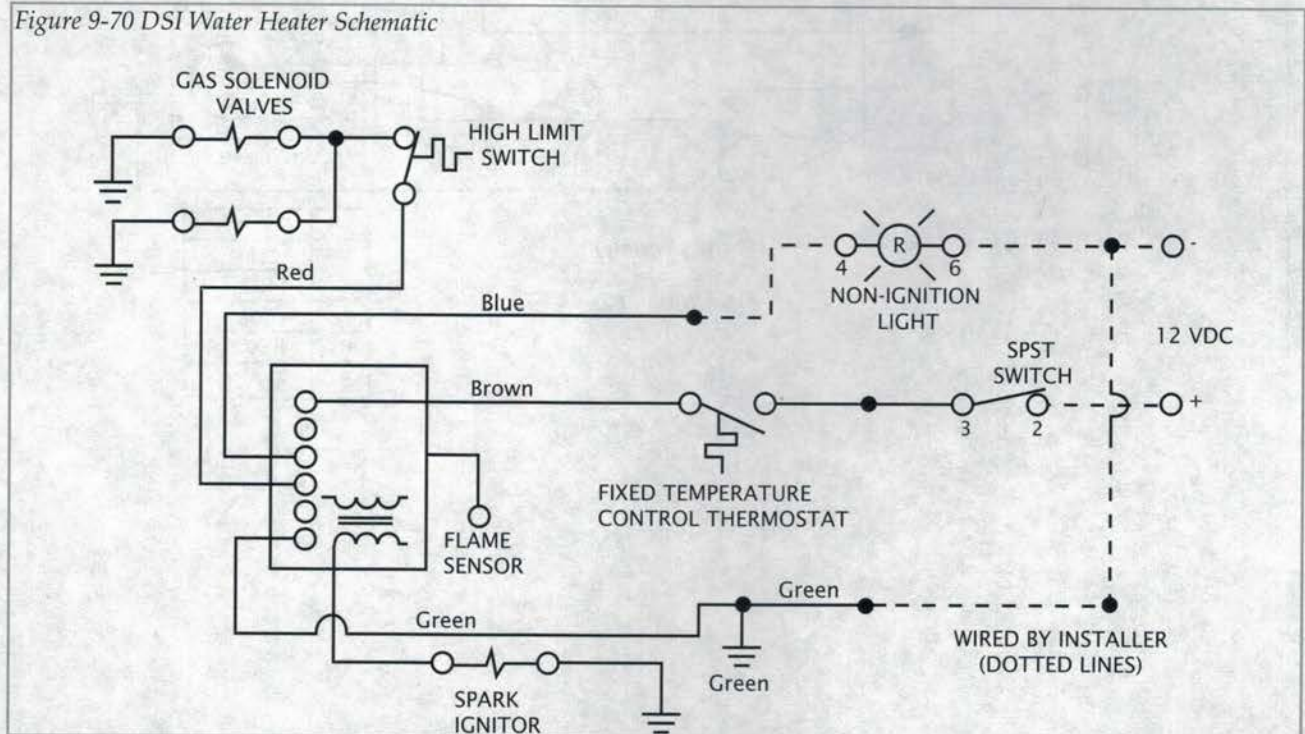 Figure 9-70 DSI Water Heater Schematic
GAS SOLENOID
VALVES
HIGH LIMIT
SWITCH
Red
R
4
6
-
NON-IGNITION
LIGHT
Blue
12 VDC
SPST
SWITCH
Brown
+
3
2
FIXED TEMPERATURE
CONTROL THERMOSTAT
FLAME
SENSOR
Green
Green
WIRED BY INSTALLER
(DOTTED LINES)
Green
SPARK
IGNITOR